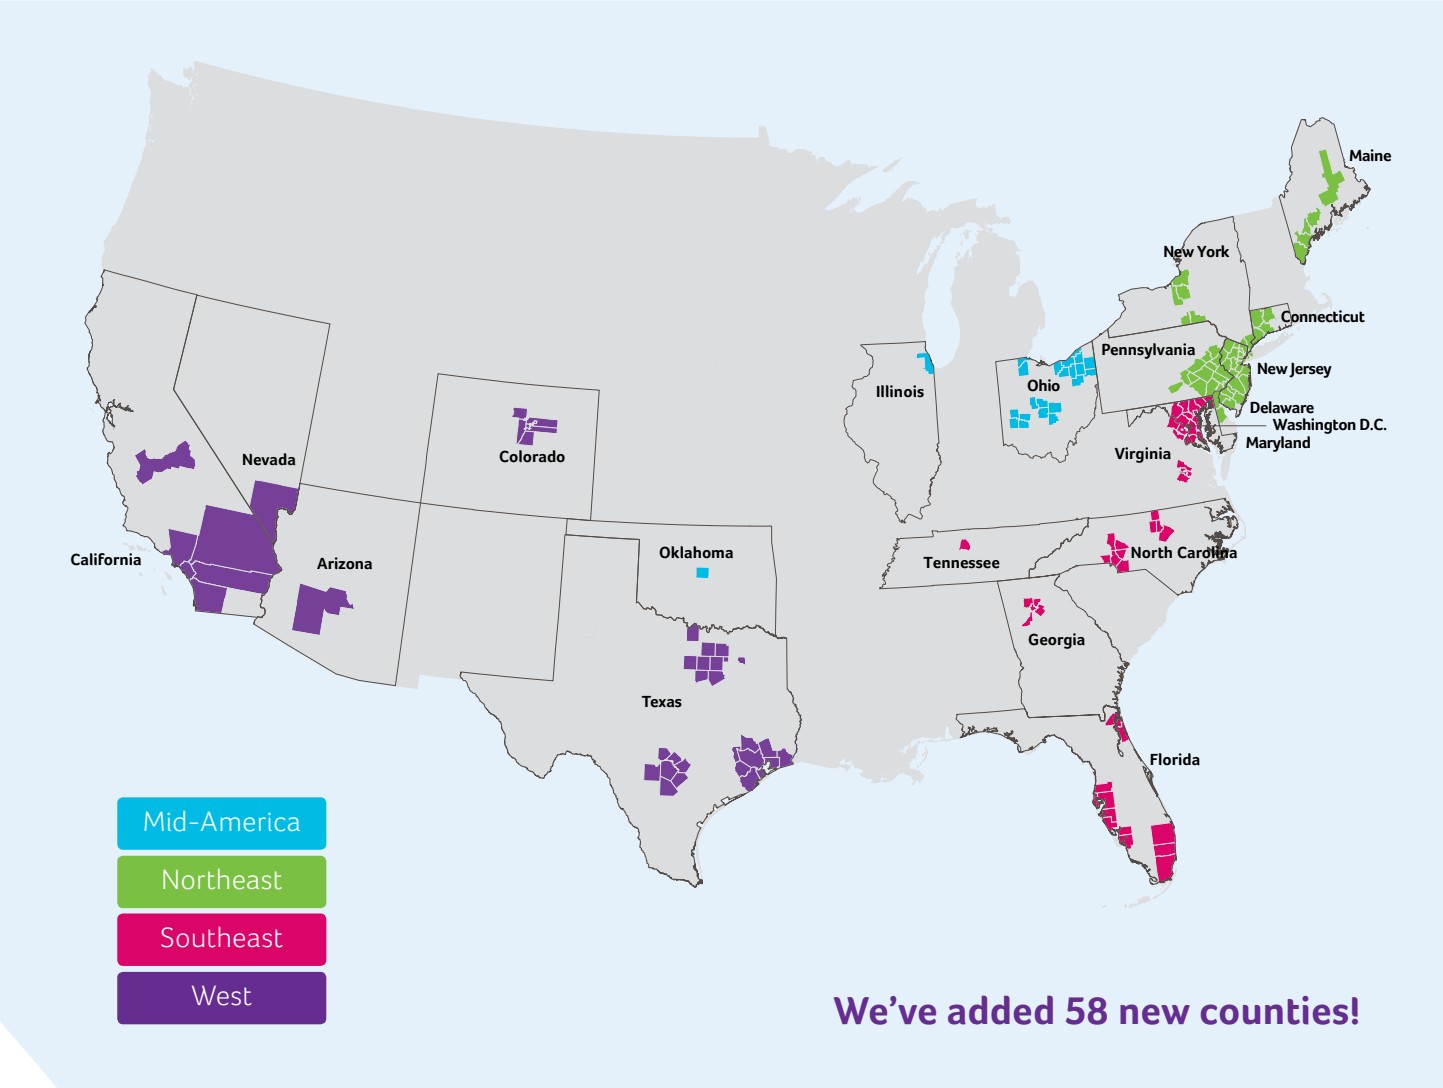 Maine
New York
Connecticut
Pennsylvania
New Jersey
Illinois
Ohio
Delaware
Washington D.C.
Maryland
Virginia
Colorado
Nevada
California
Arizona
Oklahoma
Tennessee
North Carolina
Georgia
Texas
Florida
Mid-America
Northeast
Southeast
West
We’ve added 58 new counties!